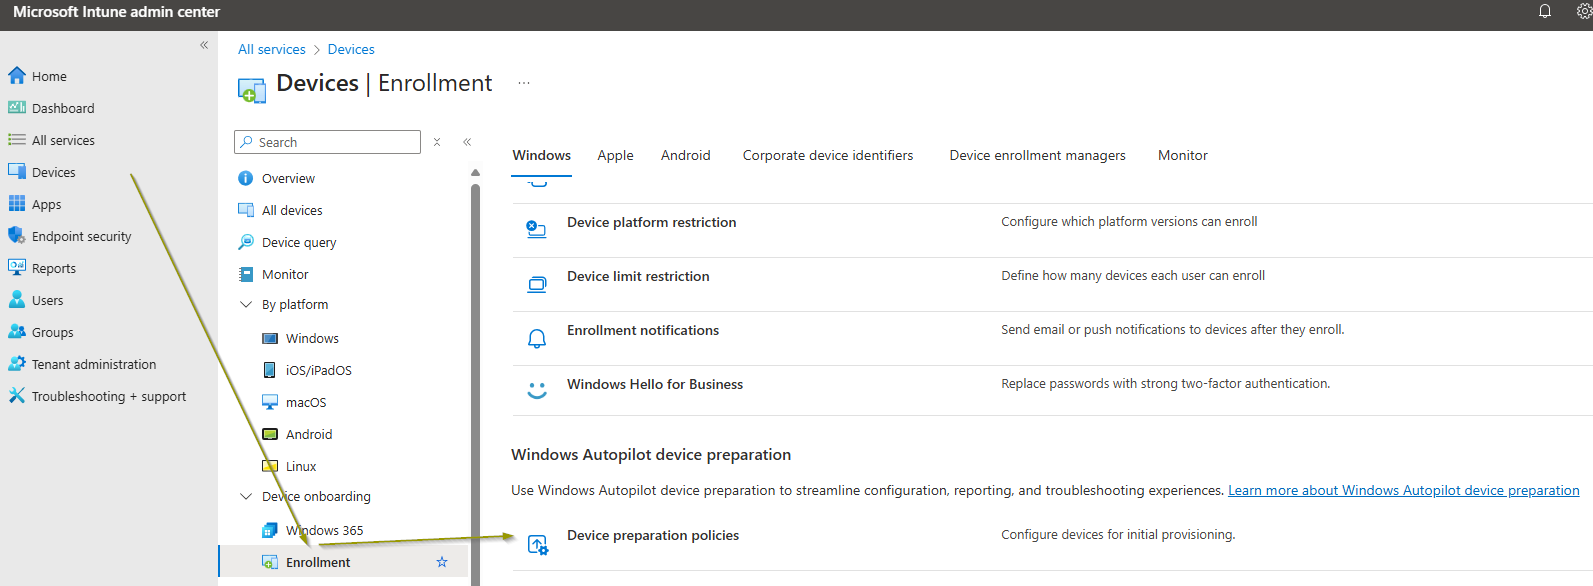 Microsoft Intune admin center
Home
Dashboard
All services
Devices
Apps
Endpoint security
Reports
Users
Groups
Tenant administration
Troubleshooting + support
All services > Devices
Devices | Enrollment ...
Search
Overview
All devices
Device query
Monitor
By platform
Windows
iOS/iPadOS
macOS
Android
Linux
Device onboarding
Windows 365
Enrollment
Windows Apple Android Corporate device identifiers Device enrollment managers Monitor
Device platform restriction Configure which platform versions can enroll
Device limit restriction Define how many devices each user can enroll
Enrollment notifications Send email or push notifications to devices after they enroll.
Windows Hello for Business Replace passwords with strong two-factor authentication.
Windows Autopilot device preparation
Use Windows Autopilot device preparation to streamline configuration, reporting, and troubleshooting experiences. Learn more about Windows Autopilot device preparation
Device preparation policies Configure devices for initial provisioning.